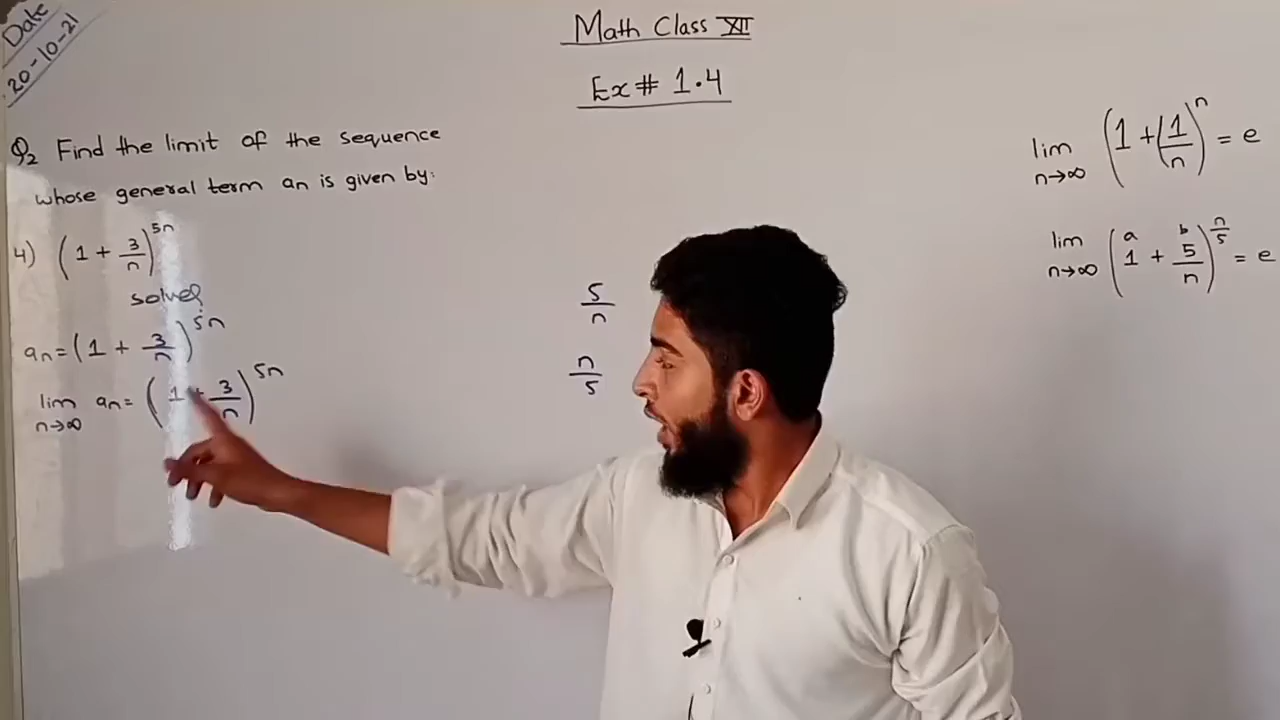 Date
20-10-21
Math Class XII
Ex# 1.4
Q2 Find the limit of the sequence
whose general term an is given by:
4) (1 + 3/n)^5n
solve:
an = (1 + 3/n)^5n
lim n→∞ an = (1 + 3/n)^5n
5/n
n/5
lim n→∞ (1 + (1/n)^n = e
a b
lim n→∞ (1 + 5/n)^n/5 = e